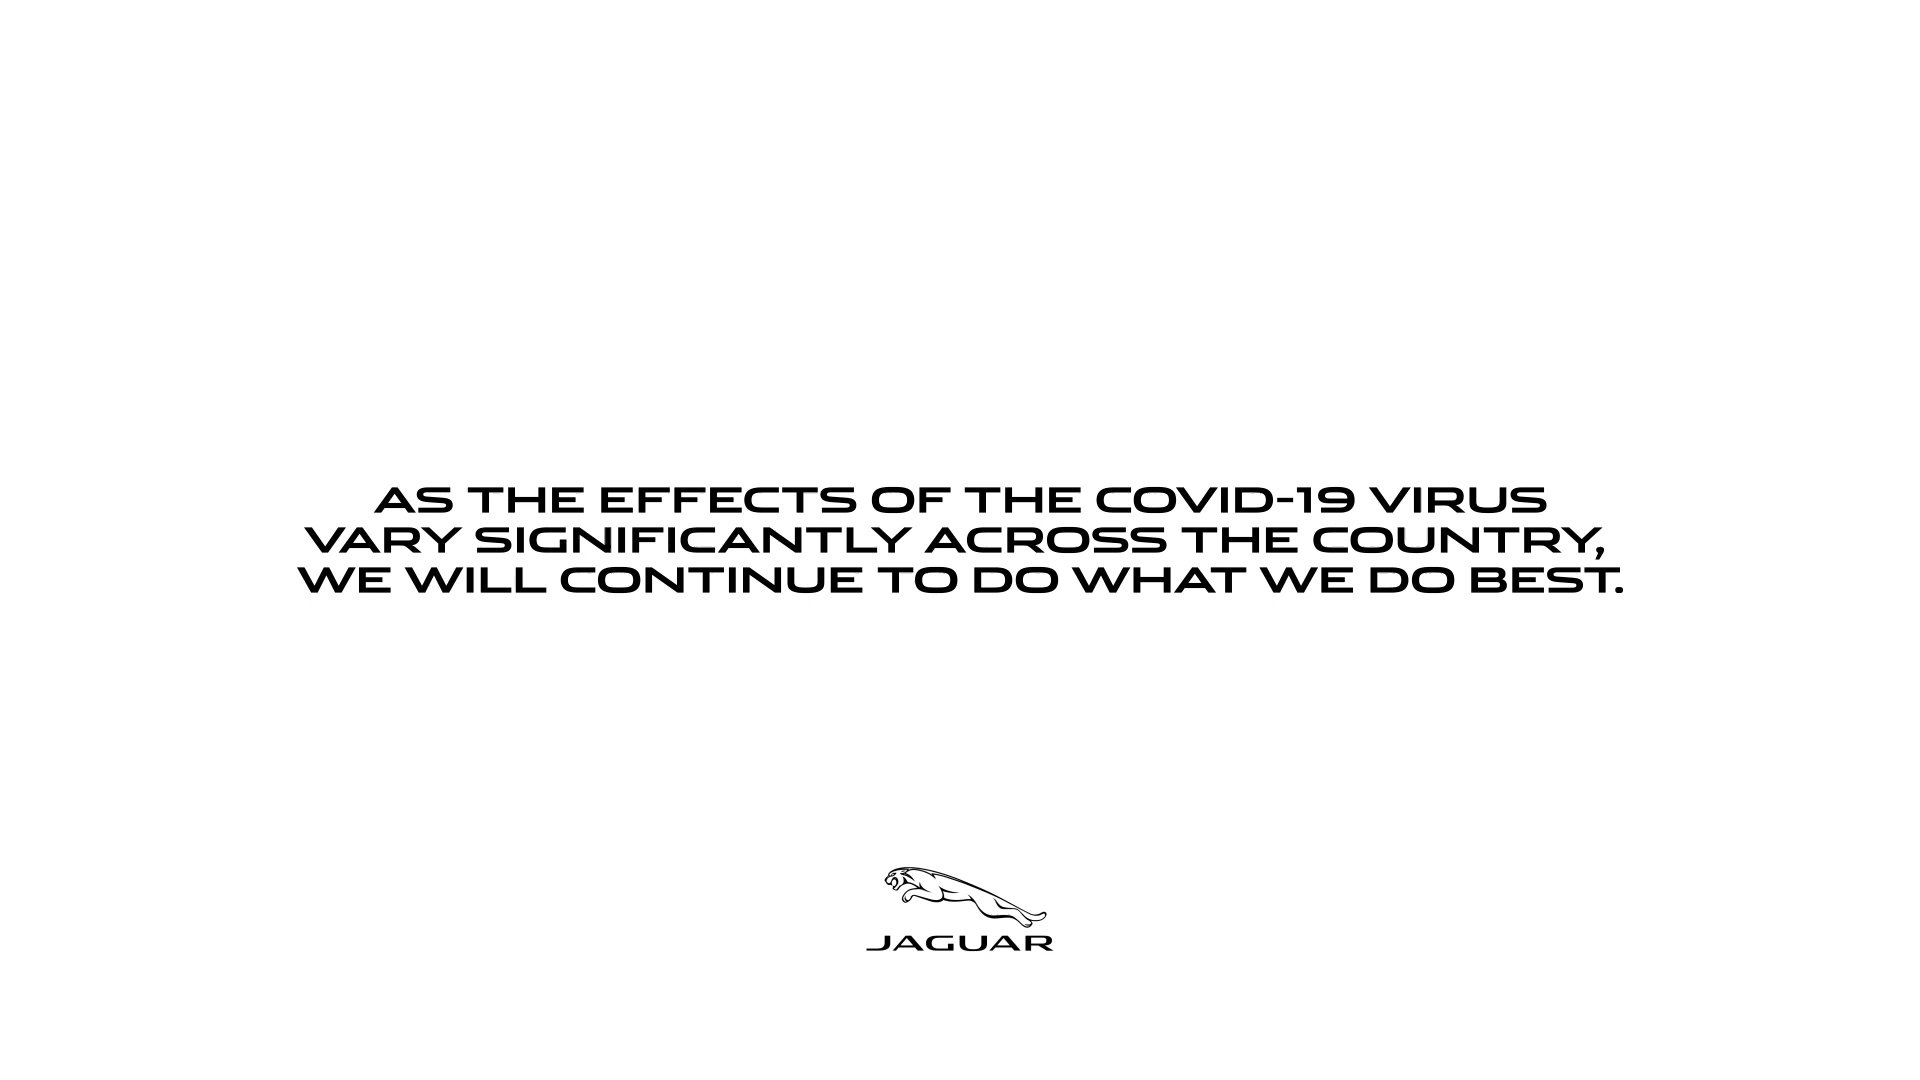 AS THE EFFECTS OF THE COVID-19 VIRUS
VARY SIGNIFICANTLY ACROSS THE COUNTRY,
WE WILL CONTINUE TO DO WHAT WE DO BEST.
JAGUAR